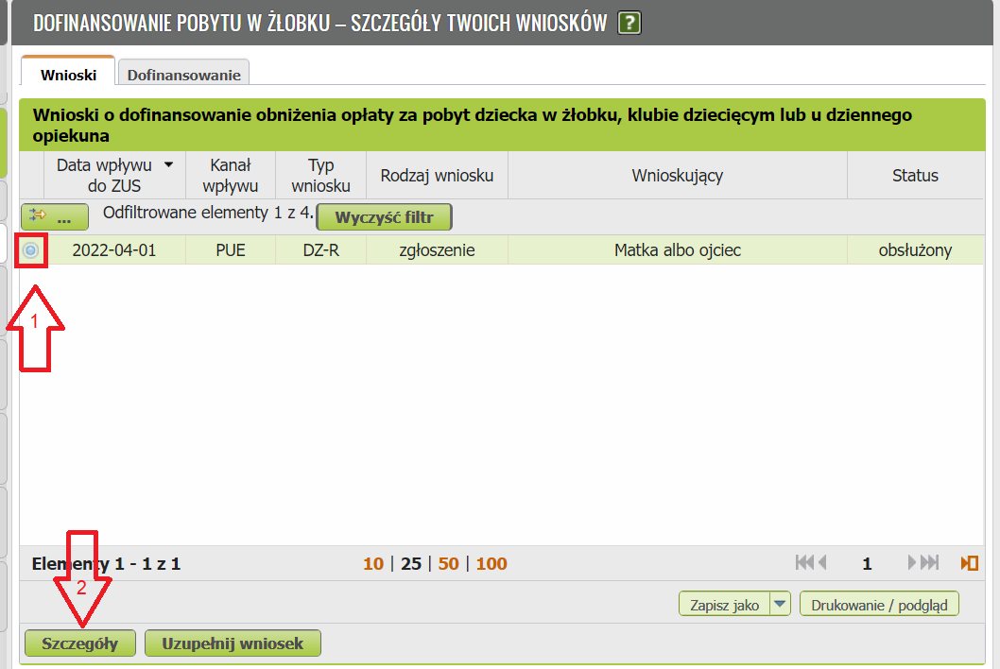 DOFINANSOWANIE POBYTU W ŻŁOBKU – SZCZEGÓŁY TWOICH WNIOSKÓW ?
Wnioski Dofinansowanie
Wnioski o dofinansowanie obniżenia opłaty za pobyt dziecka w żłobku, klubie dziecięcym lub u dziennego
opiekuna
Data wpływu do ZUS Kanał wpływu Typ wniosku Rodzaj wniosku Wnioskujący Status
... Odfiltrowane elementy 1 z 4. Wyczyść filtr
2022-04-01 PUE DZ-R zgłoszenie Matka albo ojciec obsłużony
1
Elementy 1 - 1 z 1 10 | 25 | 50 | 100 1
2
Zapisz jako Drukowanie / podgląd
Szczegóły Uzupełnij wniosek